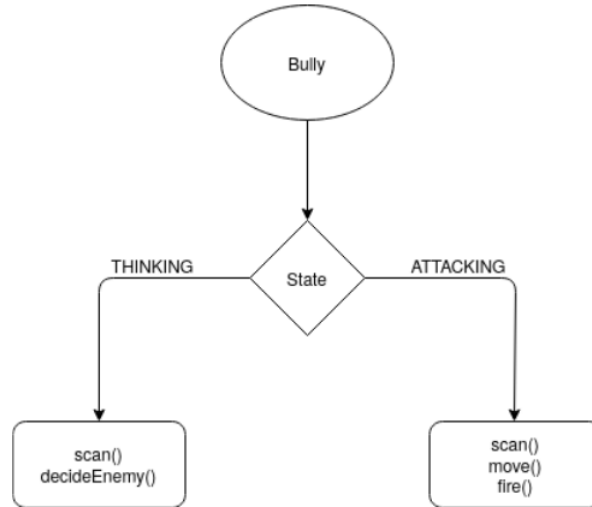 Bully
State
THINKING
ATTACKING
scan()
decideEnemy()
scan()
move()
fire()